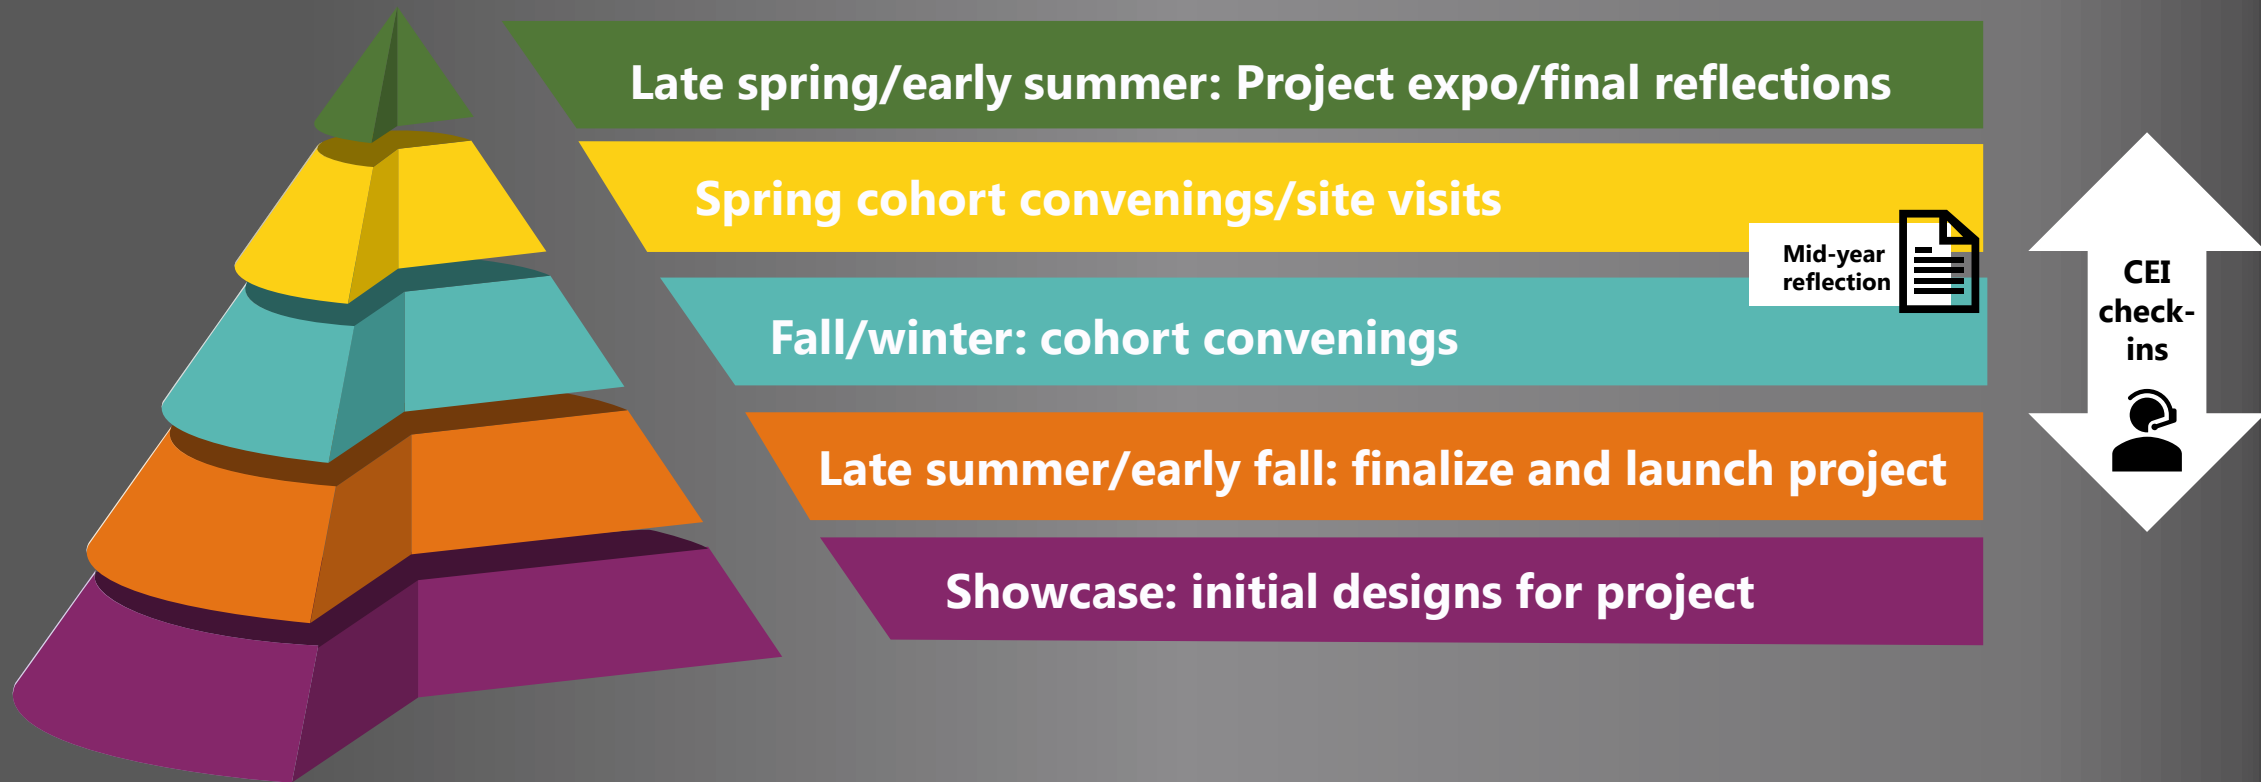 Late spring/early summer: Project expo/final reflections
Spring cohort convenings/site visits
Mid-year
reflection
Fall/winter: cohort convenings
Late summer/early fall: finalize and launch project
Showcase: initial designs for project
CEI
check-
ins